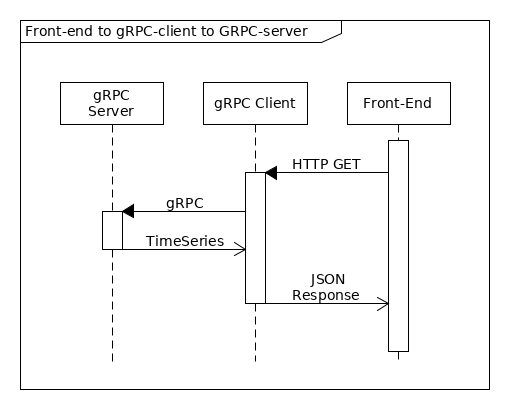 Front-end to gRPC-client to GRPC-server
gRPC
Server
gRPC Client
Front-End
HTTP GET
gRPC
TimeSeries
JSON
Response